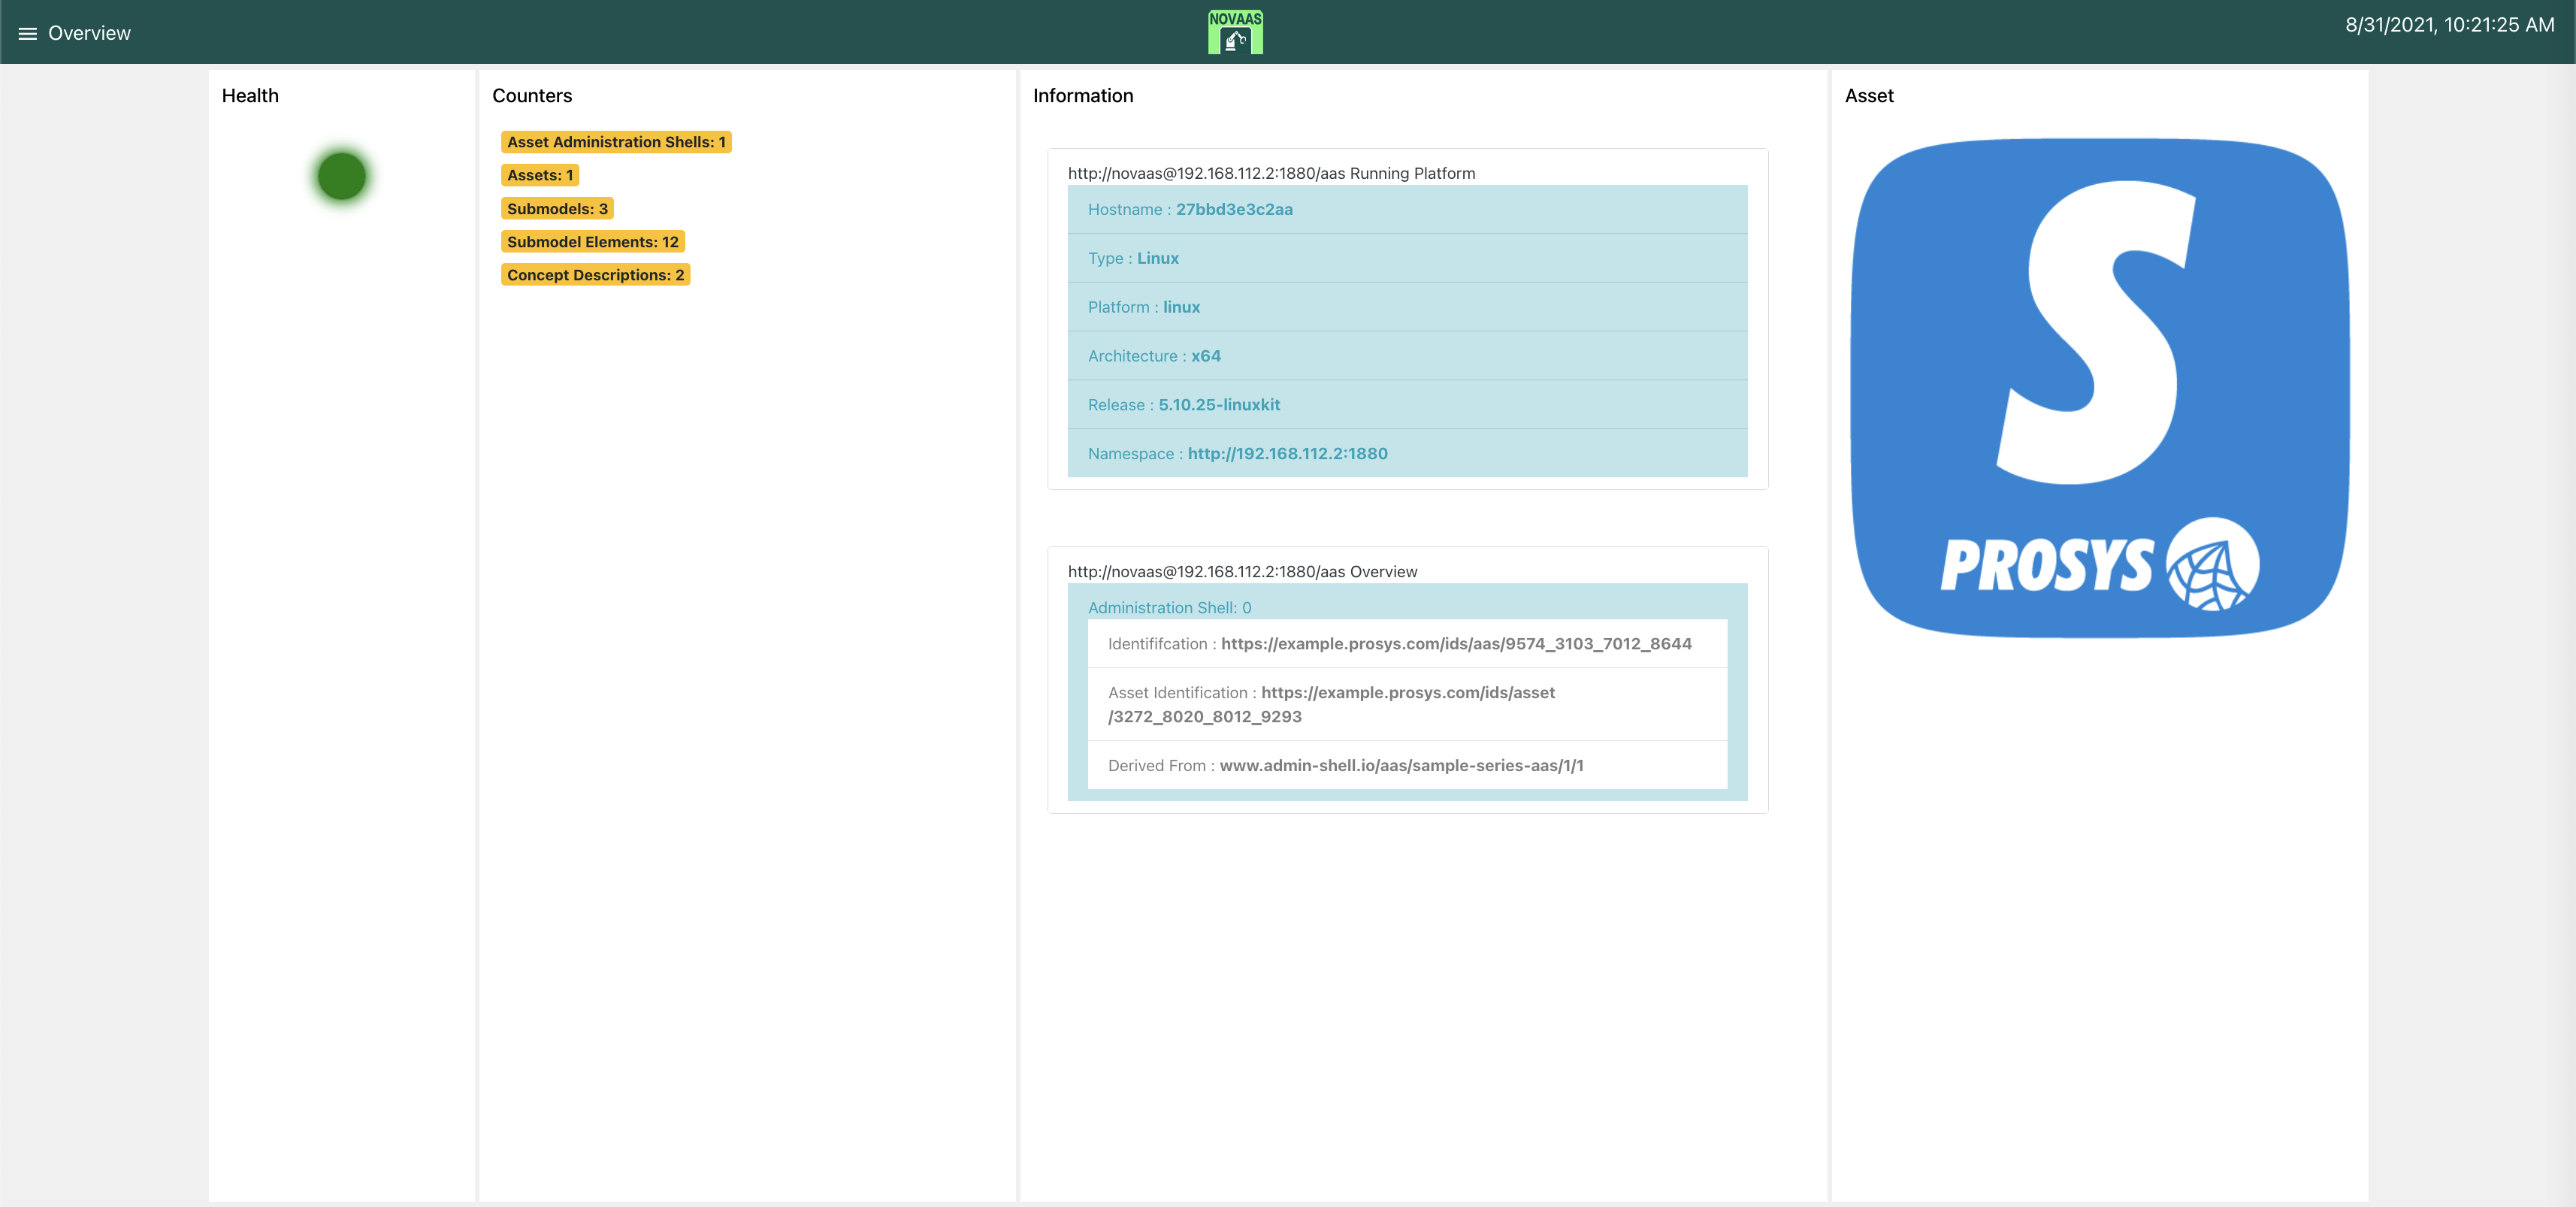 Overview
NOVAAS
8/31/2021, 10:21:25 AM
Health
Counters
Asset Administration Shells: 1
Assets: 1
Submodels: 3
Submodel Elements: 12
Concept Descriptions: 2
Information
http://novaas@192.168.112.2:1880/aas Running Platform
Hostname : 27bbd3e3c2aa
Type : Linux
Platform : linux
Architecture : x64
Release : 5.10.25-linuxkit
Namespace : http://192.168.112.2:1880
http://novaas@192.168.112.2:1880/aas Overview
Administration Shell: 0
Identififcation : https://example.prosys.com/ids/aas/9574_3103_7012_8644
Asset Identification : https://example.prosys.com/ids/asset
/3272_8020_8012_9293
Derived From : www.admin-shell.io/aas/sample-series-aas/1/1
Asset
S
PROSYS